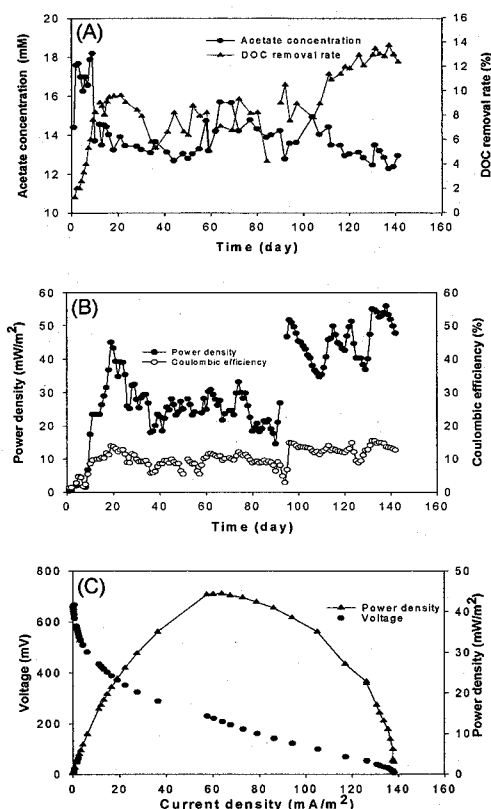 (A)
Acetate concentration
DOC removal rate
Acetate concentration (mM)
18
16
14
12
10
DOC removal rate (%)
16
14
12
10
8
6
4
2
0
0 20 40 60 80 100 120 140 160
Time (day)
(B)
Power density
Coulombic efficiency
Power density (mW/m²)
60
50
40
30
20
10
0
Coulombic efficiency (%)
60
50
40
30
20
10
0
0 20 40 60 80 100 120 140 160
Time (day)
(C)
Power density
Voltage
Voltage (mV)
800
600
400
200
0
Power density (mW/m²)
50
40
30
20
10
0
0 20 40 60 80 100 120 140 160
Current density (mA/m²)